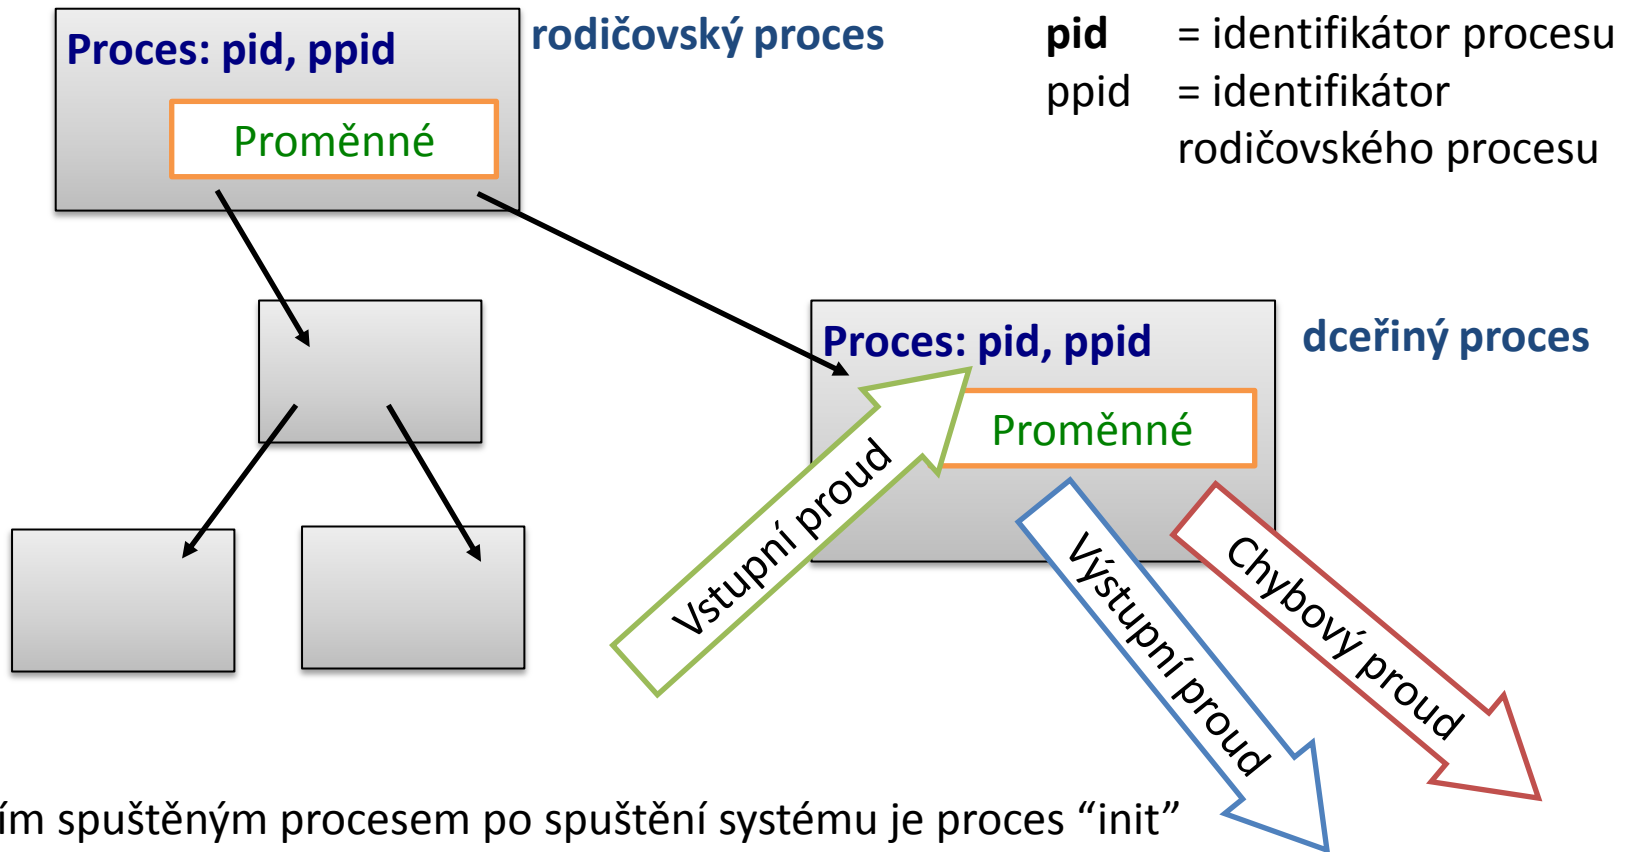 Proces: pid, ppid
rodičovský proces
Proměnné
pid = identifikátor procesu
ppid = identifikátor
rodičovského procesu
Proces: pid, ppid
dceřiný proces
Proměnné
Vstupní proud
Výstupní proud
Chybový proud
spuštěným procesem po spuštění systému je proces “init”